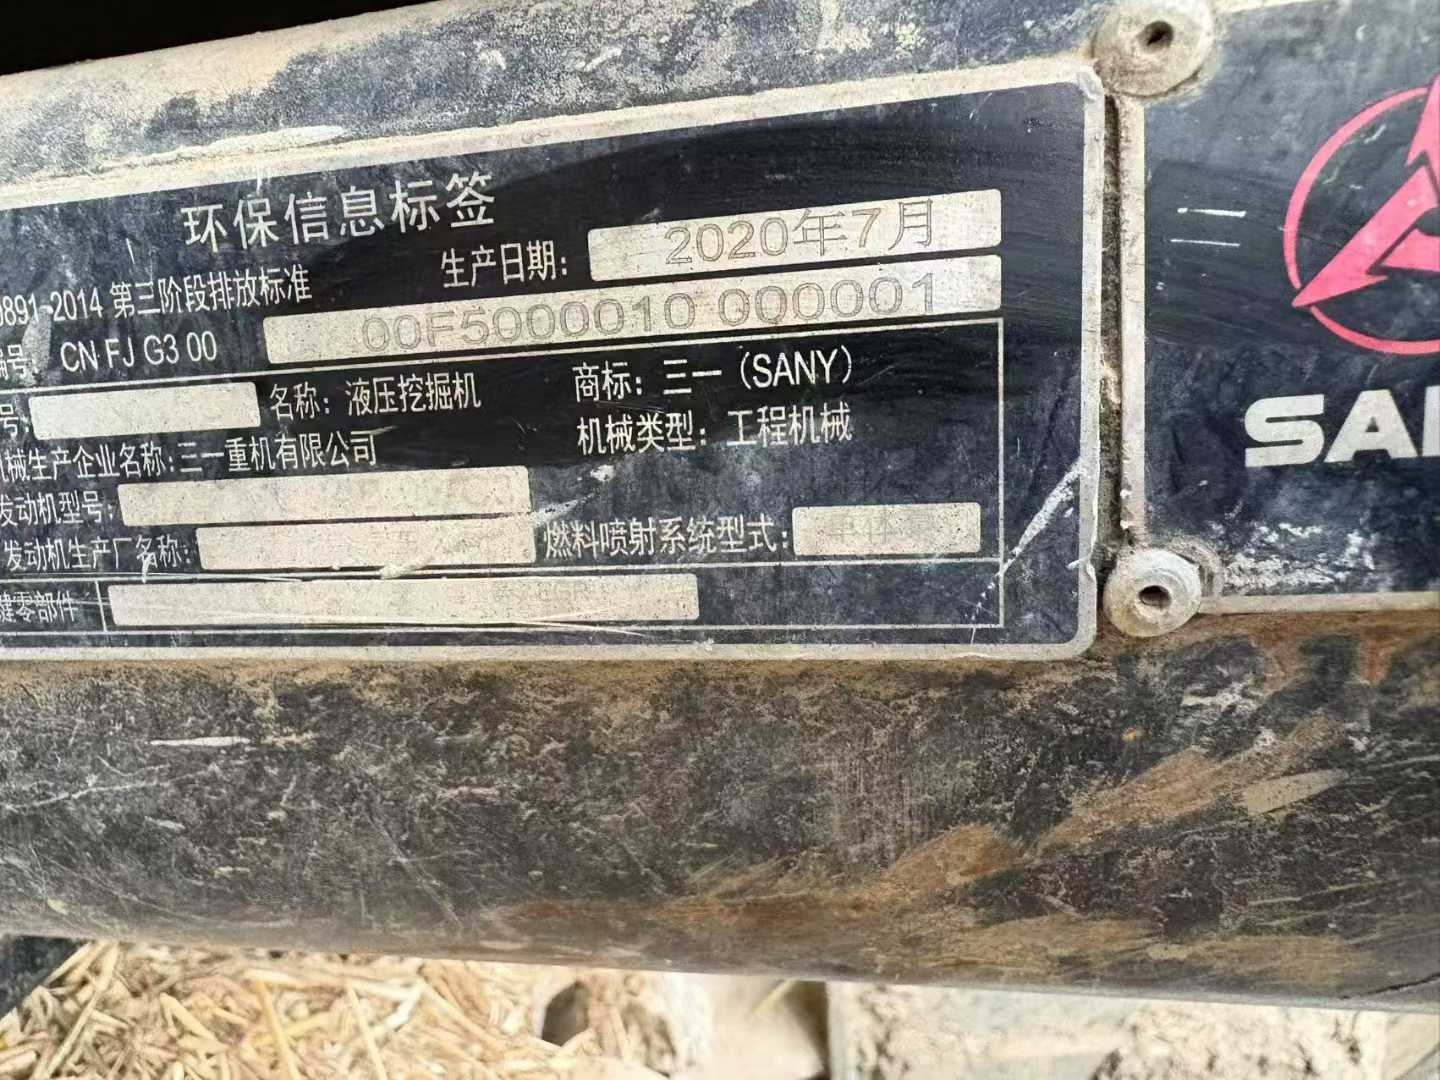 环保信息标签
891-2014 第三阶段排放标准
生产日期: 2020年7月
号: CN FJ G3 00 00F5000010 000001
号:
名称: 液压挖掘机
商标: 三一 (SANY)
械生产企业名称: 三一重机有限公司
机械类型: 工程机械
发动机型号:
发动机生产厂名称:
燃料喷射系统型式:
键零部件
EGR
SA